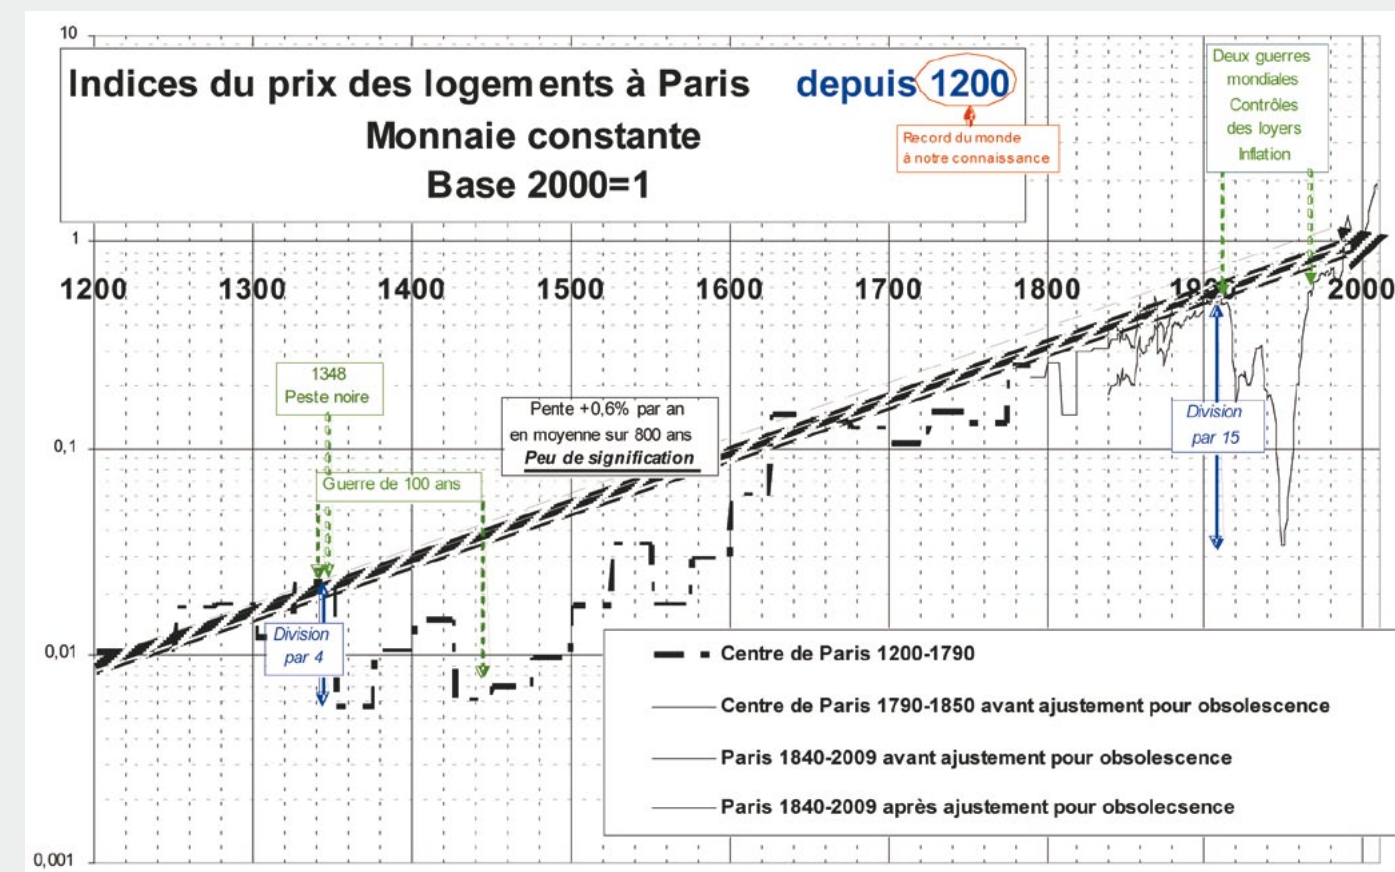 10
Indices du prix des logements à Paris depuis 1200
Monnaie constante
Base 2000=1
Record du monde
à notre connaissance
Deux guerres
mondiales
Contrôles
des loyers
Inflation
1
1200 1300 1400 1500 1600 1700 1800 1900 2000
1348
Peste noire
Pente +0,6% par an
en moyenne sur 800 ans
Peu de signification
Division
par 15
0,1
Guerre de 100 ans
Division
par 4
0,01
Centre de Paris 1200-1790
Centre de Paris 1790-1850 avant ajustement pour obsolescence
Paris 1840-2009 avant ajustement pour obsolescence
Paris 1840-2009 après ajustement pour obsolecsence
0,001